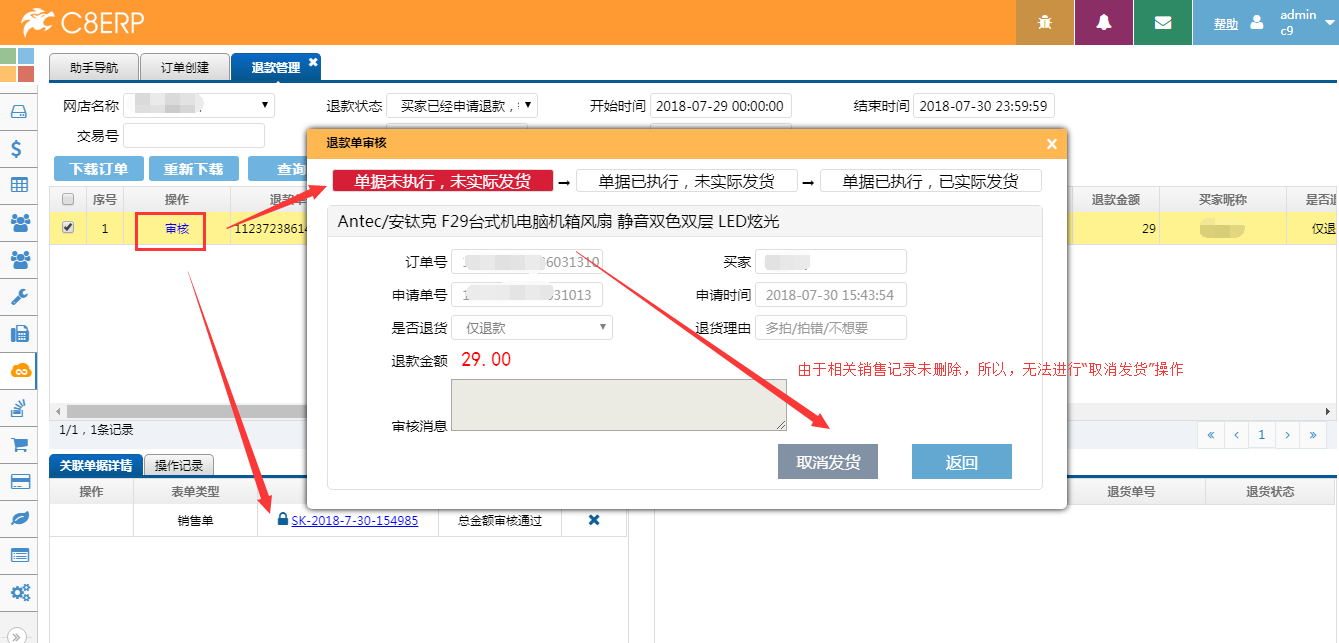 C8ERP
帮助
admin
c9
助手导航
订单创建
退款管理
网店名称
退款状态
买家已经申请退款，
开始时间
2018-07-29 00:00:00
结束时间
2018-07-30 23:59:59
交易号
下载订单
重新下载
查询
序号
操作
退款
退款金额
买家昵称
是否退
1
审核
1123723861
29
仅退
退款单审核
单据未执行，未实际发货
→
单据已执行，未实际发货
→
单据已执行，已实际发货
Antec/安钛克 F29台式机电脑机箱风扇 静音双色双层 LED炫光
订单号
6031310
买家
申请单号
031013
申请时间
2018-07-30 15:43:54
是否退货
仅退款
退货理由
多拍/拍错/不想要
退款金额
29.00
由于相关销售记录未删除，所以，无法进行“取消发货”操作
审核消息
取消发货
返回
1/1，1条记录
«
‹
1
›
»
关联单据详情
操作记录
操作
表单类型
退货单号
退货状态
销售单
SK-2018-7-30-154985
总金额审核通过